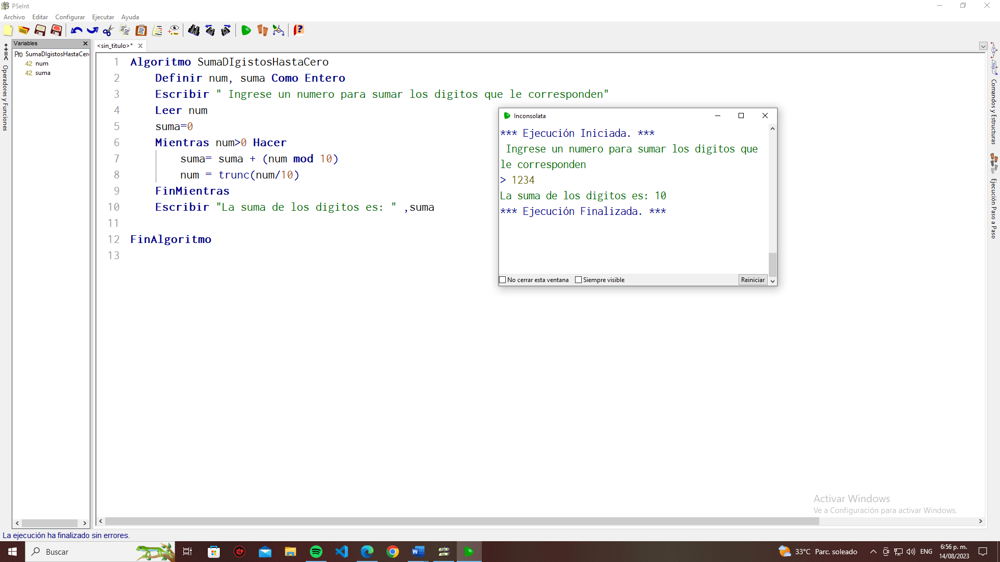 PSeInt
Archivo Editar Configurar Ejecutar Ayuda
*+=< Operadores y Funciones
Variables
Pro SumaDIgistosHastaCer
42 num
42 suma
<sin_titulo>*
1 Algoritmo SumaDIgistosHastaCero
2 Definir num, suma Como Entero
3 Escribir " Ingrese un numero para sumar los digitos que le corresponden"
4 Leer num
5 suma=0
6 Mientras num>0 Hacer
7 suma= suma + (num mod 10)
8 num = trunc(num/10)
9 FinMientras
10 Escribir "La suma de los digitos es: " ,suma
11
12 FinAlgoritmo
13
Inconsolata
*** Ejecución Iniciada. ***
Ingrese un numero para sumar los digitos que
le corresponden
> 1234
La suma de los digitos es: 10
*** Ejecución Finalizada. ***
No cerrar esta ventana Siempre visible Reiniciar
Comandos y Estructuras
Ejecución Paso a Paso
Activar Windows
Ve a Configuración para activar Windows.
La ejecución ha finalizado sin errores.
Buscar
33°C Parc. soleado
ENG
6:56 p. m.
14/08/2023